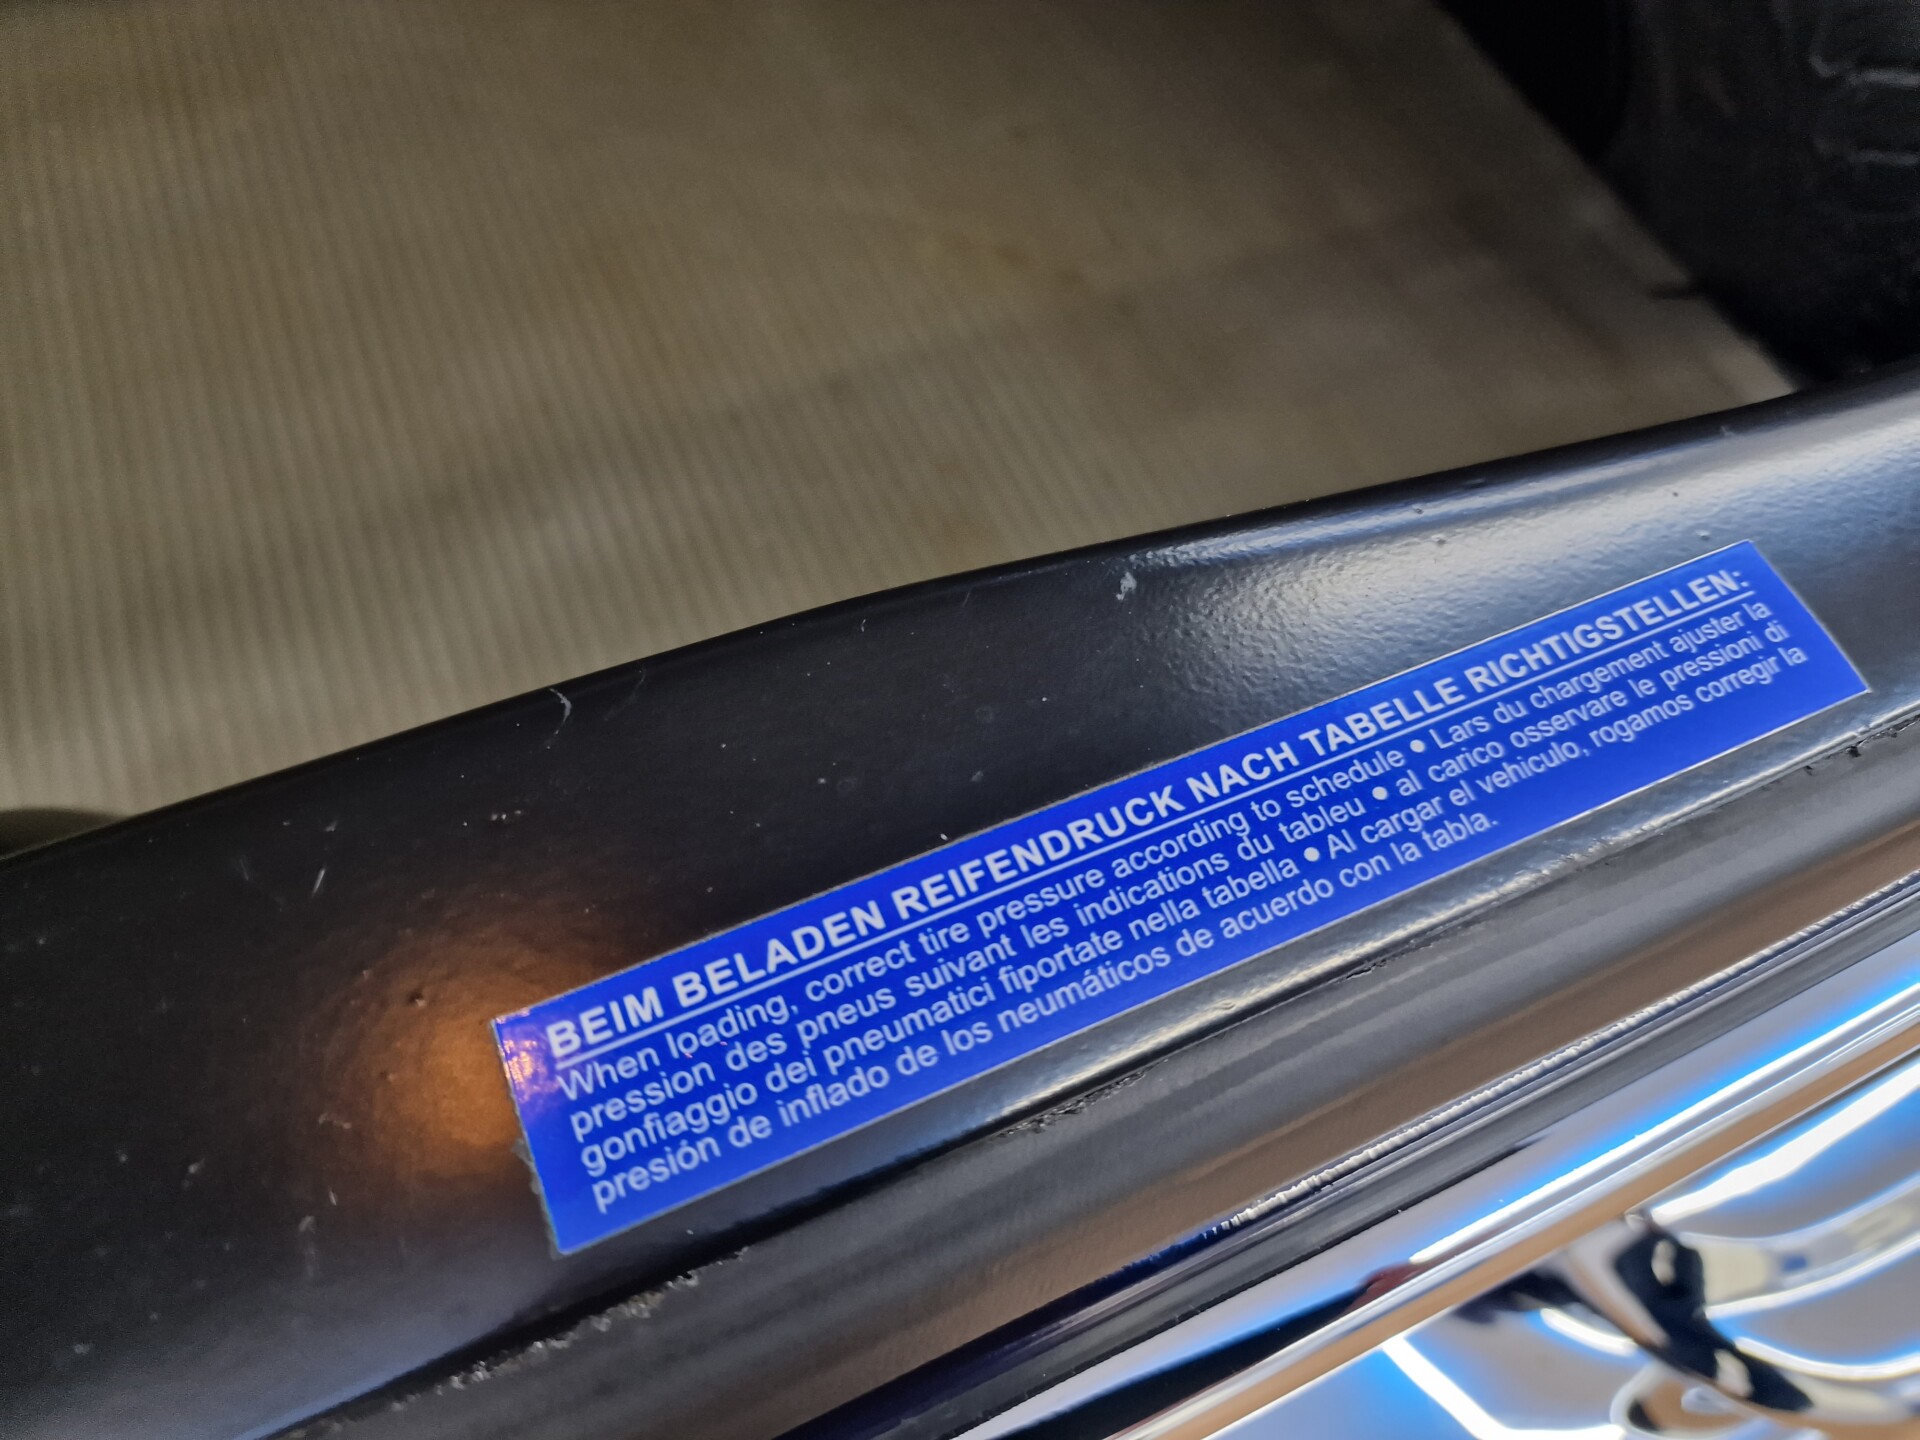 BEIM BELADEN REIFENDRUCK NACH TABELLE RICHTIGSTELLEN:
When loading, correct tire pressure according to schedule • Lars du chargement ajuster la
pression des pneus suivant les indications du tableu • al carico osservare le pressioni di
gonfiaggio dei pneumatici fiportate nella tabella • Al cargar el vehiculo, rogamos corregir la
presión de inflado de los neumáticos de acuerdo con la tabla.